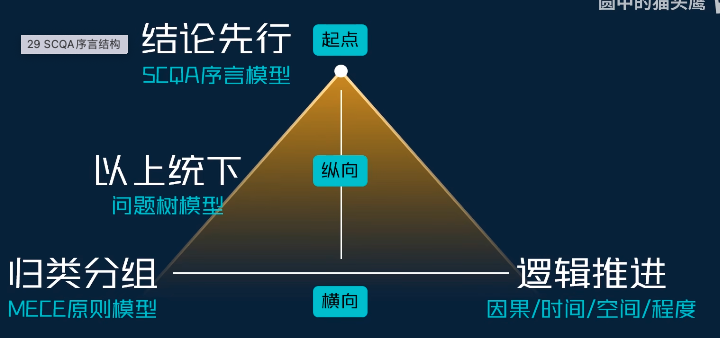 圆中的猫头鹰
29 SCQA序言结构
结论先行
起点
SCQA序言模型
以上统下
纵向
问题树模型
归类分组
逻辑推进
MECE原则模型
横向
因果/时间/空间/程度